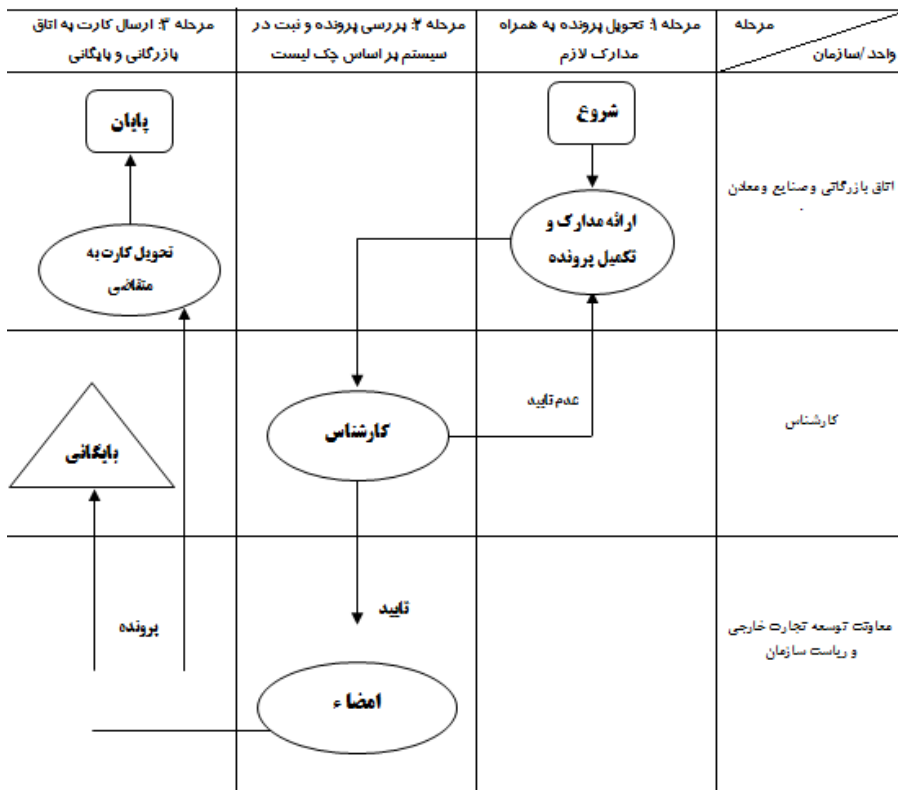 مرحله
واحد/سازمان
مرحله ۱: تحویل پرونده به همراه
مدارک لازم
مرحله ۲: بررسی پرونده و ثبت در
سیستم بر اساس چک لیست
مرحله ۳: ارسال کارت به اتاق
بازرگانی و بایگانی
اتاق بازرگانی و صنایع و معادن
.
شروع
ارائه مدارک و
تکمیل پرونده
پایان
تحویل کارت به
متقاضی
کارشناس
عدم تایید
کارشناس
بایگانی
معاونت توسعه تجارت خارجی
و ریاست سازمان
تایید
امضاء
پرونده